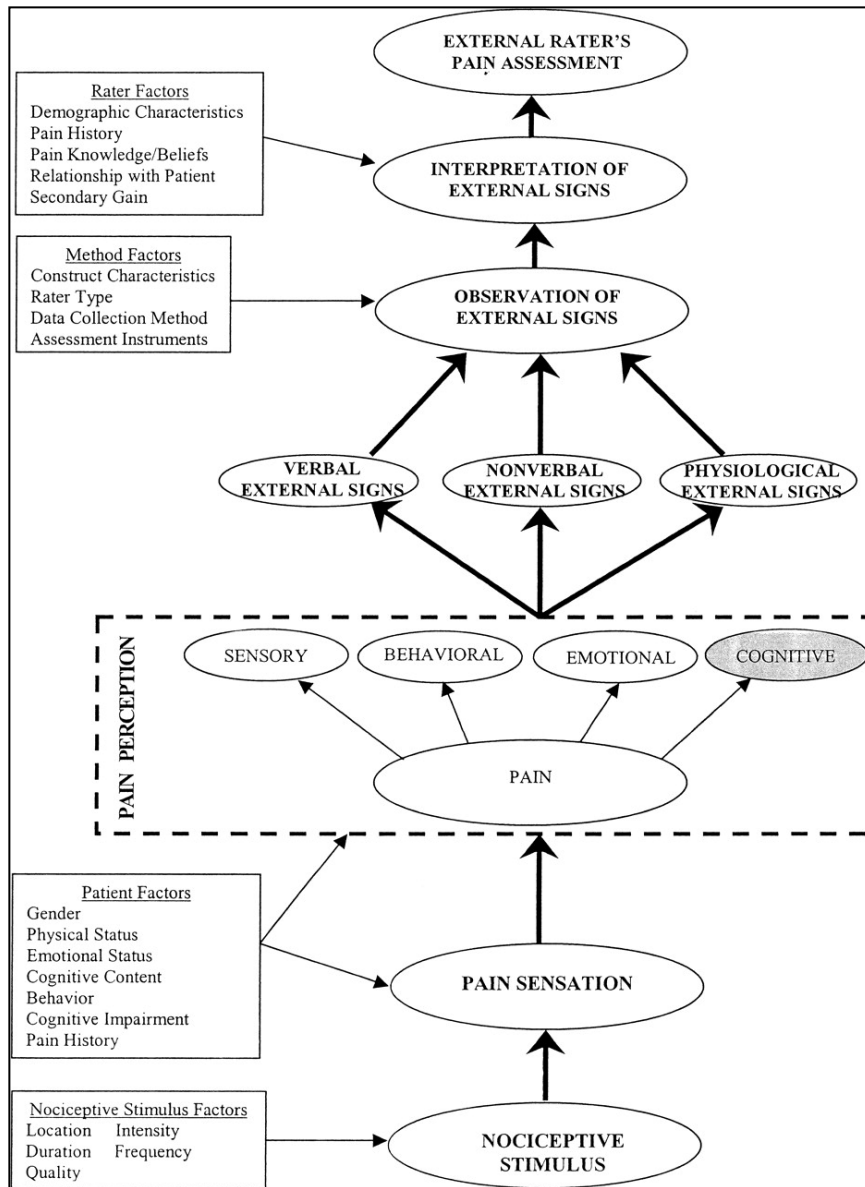 EXTERNAL RATER'S
PAIN ASSESSMENT
Rater Factors
Demographic Characteristics
Pain History
Pain Knowledge/Beliefs
Relationship with Patient
Secondary Gain
INTERPRETATION OF
EXTERNAL SIGNS
Method Factors
Construct Characteristics
Rater Type
Data Collection Method
Assessment Instruments
OBSERVATION OF
EXTERNAL SIGNS
VERBAL
EXTERNAL SIGNS
NONVERBAL
EXTERNAL SIGNS
PHYSIOLOGICAL
EXTERNAL SIGNS
PAIN PERCEPTION
SENSORY
BEHAVIORAL
EMOTIONAL
COGNITIVE
PAIN
Patient Factors
Gender
Physical Status
Emotional Status
Cognitive Content
Behavior
Cognitive Impairment
Pain History
PAIN SENSATION
Nociceptive Stimulus Factors
Location Intensity
Duration Frequency
Quality
NOCICEPTIVE
STIMULUS